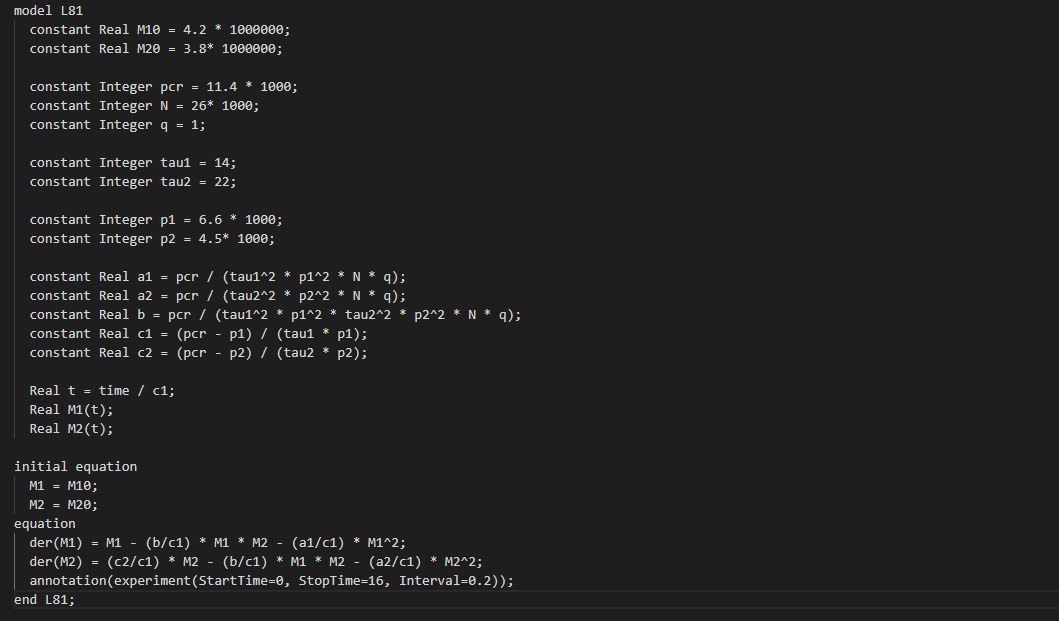 model L81
constant Real M10 = 4.2 * 1000000;
constant Real M20 = 3.8* 1000000;
constant Integer pcr = 11.4 * 1000;
constant Integer N = 26* 1000;
constant Integer q = 1;
constant Integer tau1 = 14;
constant Integer tau2 = 22;
constant Integer p1 = 6.6 * 1000;
constant Integer p2 = 4.5* 1000;
constant Real a1 = pcr / (tau1^2 * p1^2 * N * q);
constant Real a2 = pcr / (tau2^2 * p2^2 * N * q);
constant Real b = pcr / (tau1^2 * p1^2 * tau2^2 * p2^2 * N * q);
constant Real c1 = (pcr - p1) / (tau1 * p1);
constant Real c2 = (pcr - p2) / (tau2 * p2);
Real t = time / c1;
Real M1(t);
Real M2(t);
initial equation
M1 = M10;
M2 = M20;
equation
der(M1) = M1 - (b/c1) * M1 * M2 - (a1/c1) * M1^2;
der(M2) = (c2/c1) * M2 - (b/c1) * M1 * M2 - (a2/c1) * M2^2;
annotation(experiment(StartTime=0, StopTime=16, Interval=0.2));
end L81;